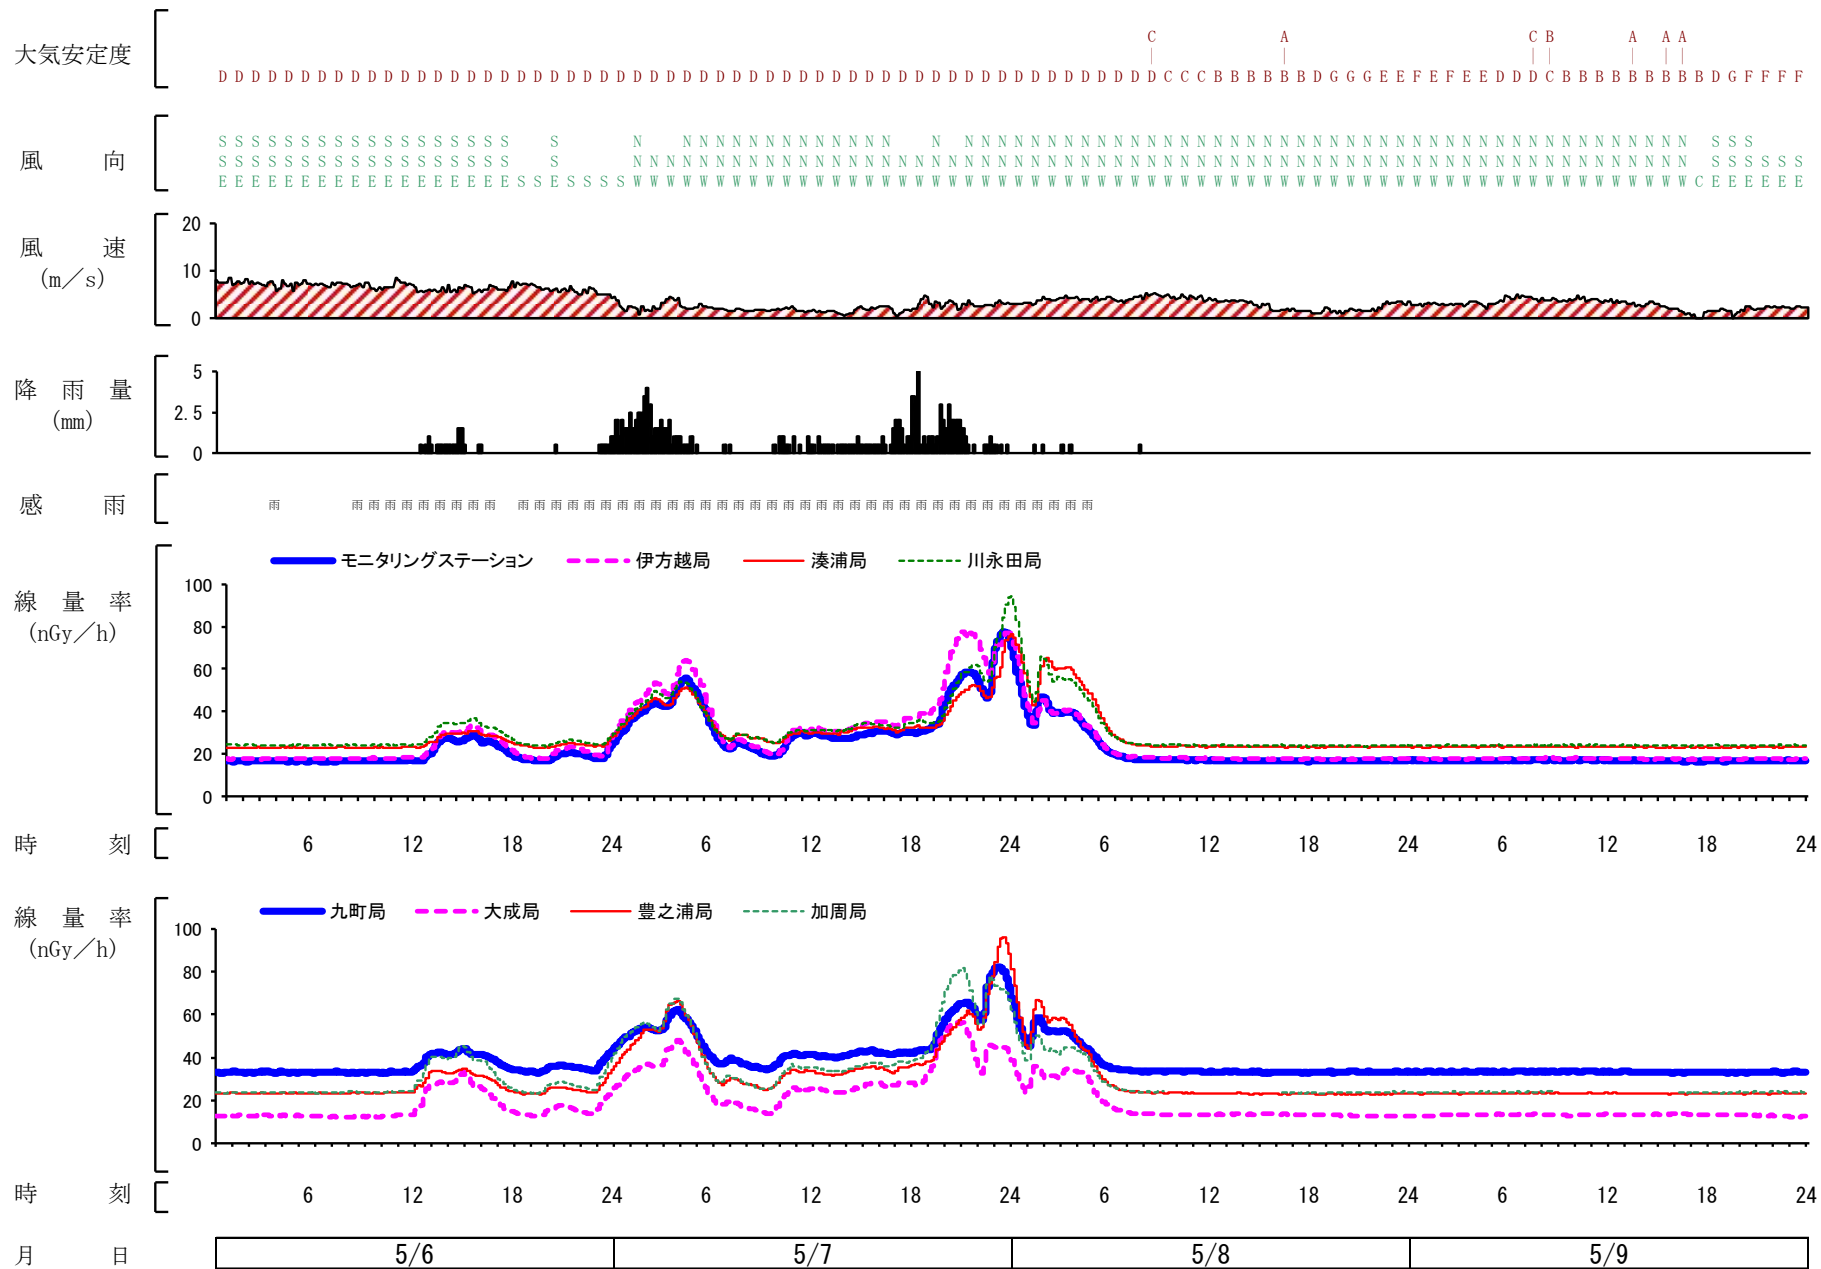 大気安定度
C A C B A A A
D D D D D D D D D D D D D D D D D D D D D D D D D D D D D D D D D D D D D D D D D D D D D D D D D D D D D D D D D C C C B B B B B B D G G G E E F E F E E D D D C B B B B B B B B B D G F F F F
風向
S S S S S S S S S S S S S S S S S S S N N N N N N N N N N N N N N N N N N N N N N N N N N N N N N N N N N N N N N N N N N N N N N N N N N N N N N N N N N S S S
S S S S S S S S S S S S S S S S S S S N N N N N N N N N N N N N N N N N N N N N N N N N N N N N N N N N N N N N N N N N N N N N N N N N N N N N N N N N N N N N N N S S S S S S
E E E E E E E E E E E E E E E E E E S S E S S S S W W W W W W W W W W W W W W W W W W W W W W W W W W W W W W W W W W W W W W W W W W W W W W W W W W W W W W W W W W W W W W W W C E E E E E E
風速
(m/s)
20
10
0
降雨量
(mm)
5
2.5
0
感雨
雨 雨 雨 雨 雨 雨 雨 雨 雨 雨 雨 雨 雨 雨 雨 雨 雨 雨 雨 雨 雨 雨 雨 雨 雨 雨 雨 雨 雨 雨 雨 雨 雨 雨 雨 雨 雨 雨 雨 雨 雨 雨 雨 雨 雨
モニタリングステーション 伊方越局 湊浦局 川永田局
線量率
(nGy/h)
100
80
60
40
20
0
時刻 6 12 18 24 6 12 18 24 6 12 18 24 6 12 18 24
九町局 大成局 豊之浦局 加周局
線量率
(nGy/h)
100
80
60
40
20
0
時刻 6 12 18 24 6 12 18 24 6 12 18 24 6 12 18 24
月日 5/6 5/7 5/8 5/9